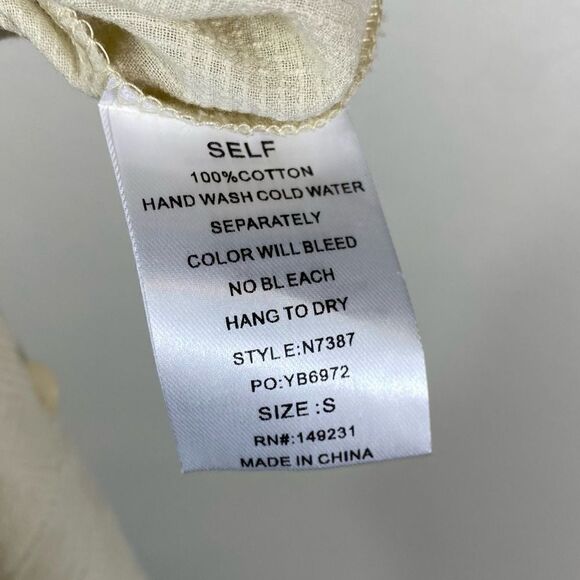 SELF
100%COTTON
HAND WASH COLD WATER
SEPARATELY
COLOR WILL BLEED
NO BLEACH
HANG TO DRY
STYLE:N7387
PO:YB6972
SIZE :S
RN#:149231
MADE IN CHINA